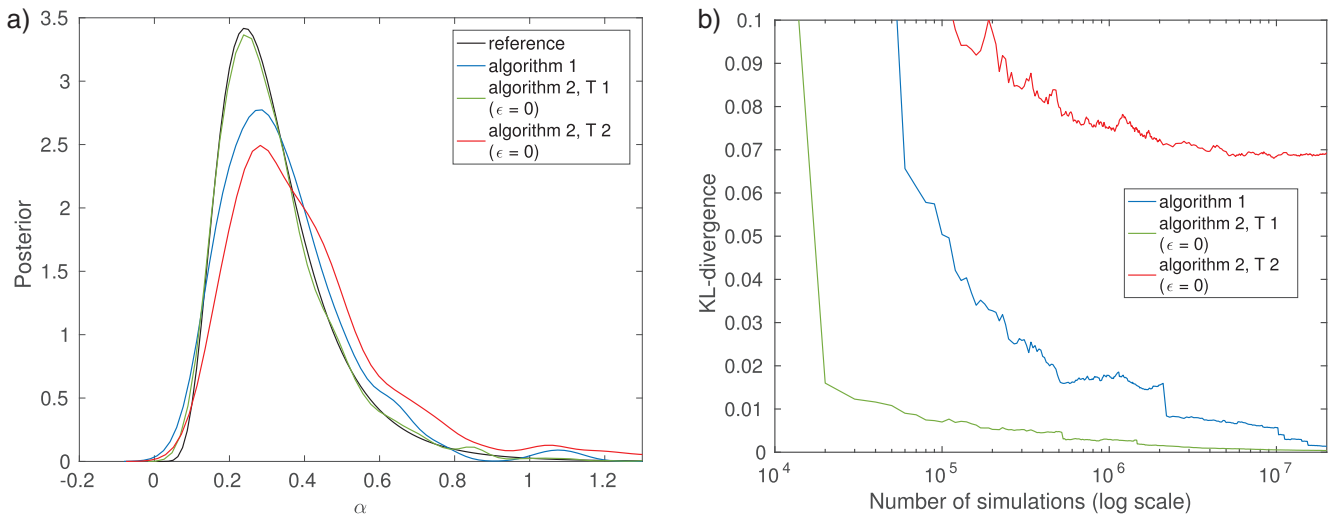 a)
3.5
3
2.5
2
1.5
1
0.5
0
Posterior
-0.2
0
0.2
0.4
0.6
0.8
1
1.2
α
reference
algorithm 1
algorithm 2, T 1
(ϵ = 0)
algorithm 2, T 2
(ϵ = 0)
b)
0.1
0.09
0.08
0.07
0.06
0.05
0.04
0.03
0.02
0.01
0
KL-divergence
10^4
10^5
10^6
10^7
Number of simulations (log scale)
algorithm 1
algorithm 2, T 1
(ϵ = 0)
algorithm 2, T 2
(ϵ = 0)